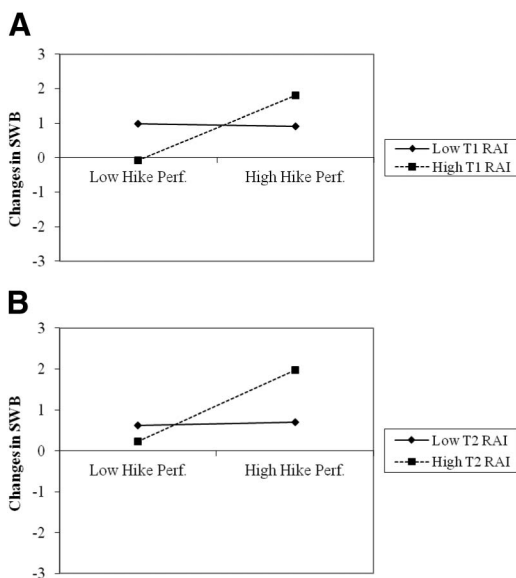 A
3
2
1
0
-1
-2
-3
Changes in SWB
Low Hike Perf.
High Hike Perf.
Low T1 RAI
High T1 RAI
B
3
2
1
0
-1
-2
-3
Changes in SWB
Low Hike Perf.
High Hike Perf.
Low T2 RAI
High T2 RAI